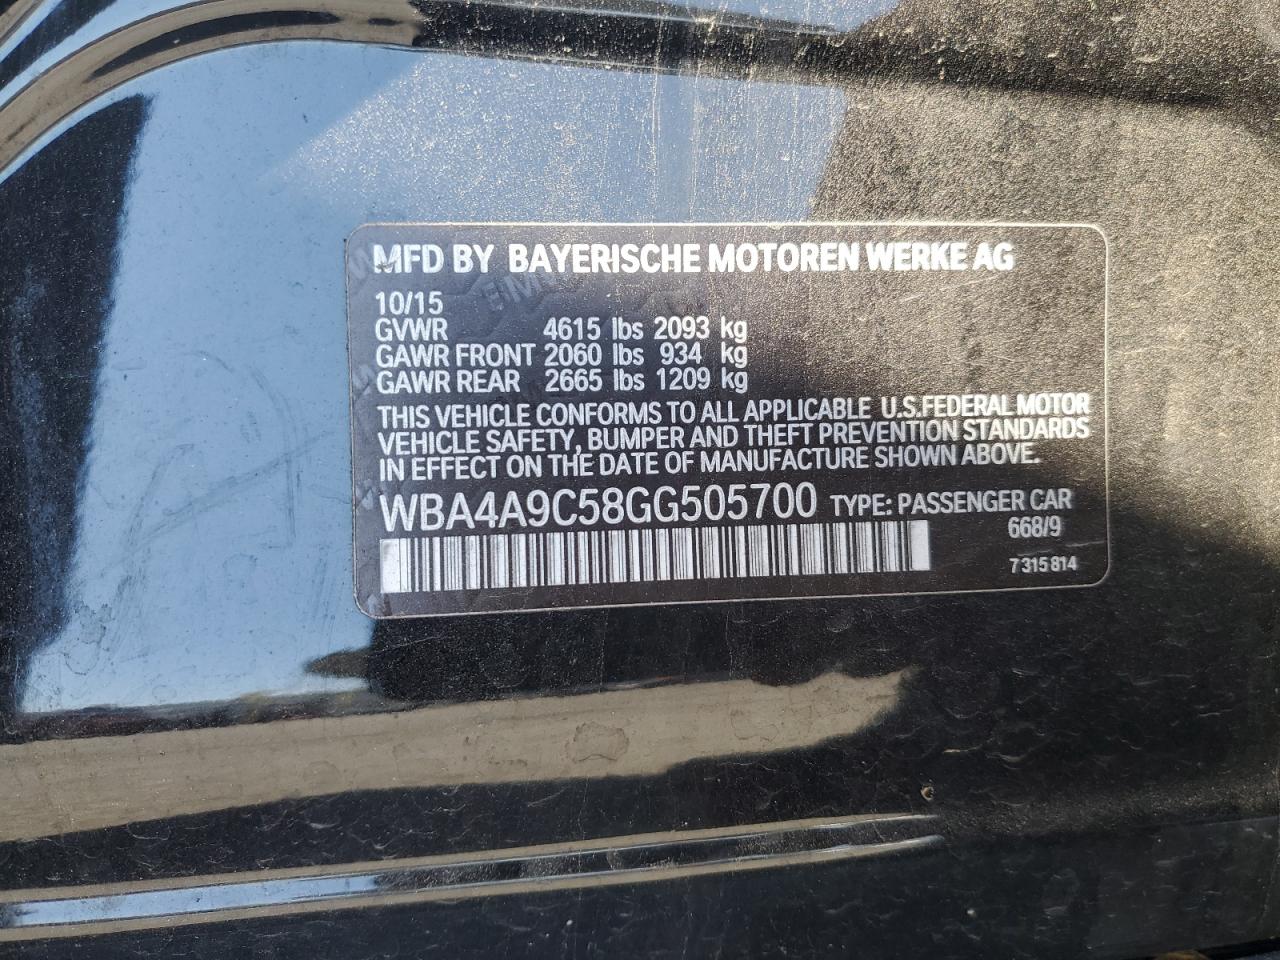 MFD BY BAYERISCHE MOTOREN WERKE AG
10/15
GVWR 4615 lbs 2093 kg
GAWR FRONT 2060 lbs 934 kg
GAWR REAR 2665 lbs 1209 kg
THIS VEHICLE CONFORMS TO ALL APPLICABLE U.S.FEDERAL MOTOR
VEHICLE SAFETY, BUMPER AND THEFT PREVENTION STANDARDS
IN EFFECT ON THE DATE OF MANUFACTURE SHOWN ABOVE.
WBA4A9C58GG505700 TYPE: PASSENGER CAR
668/9
7 315 814